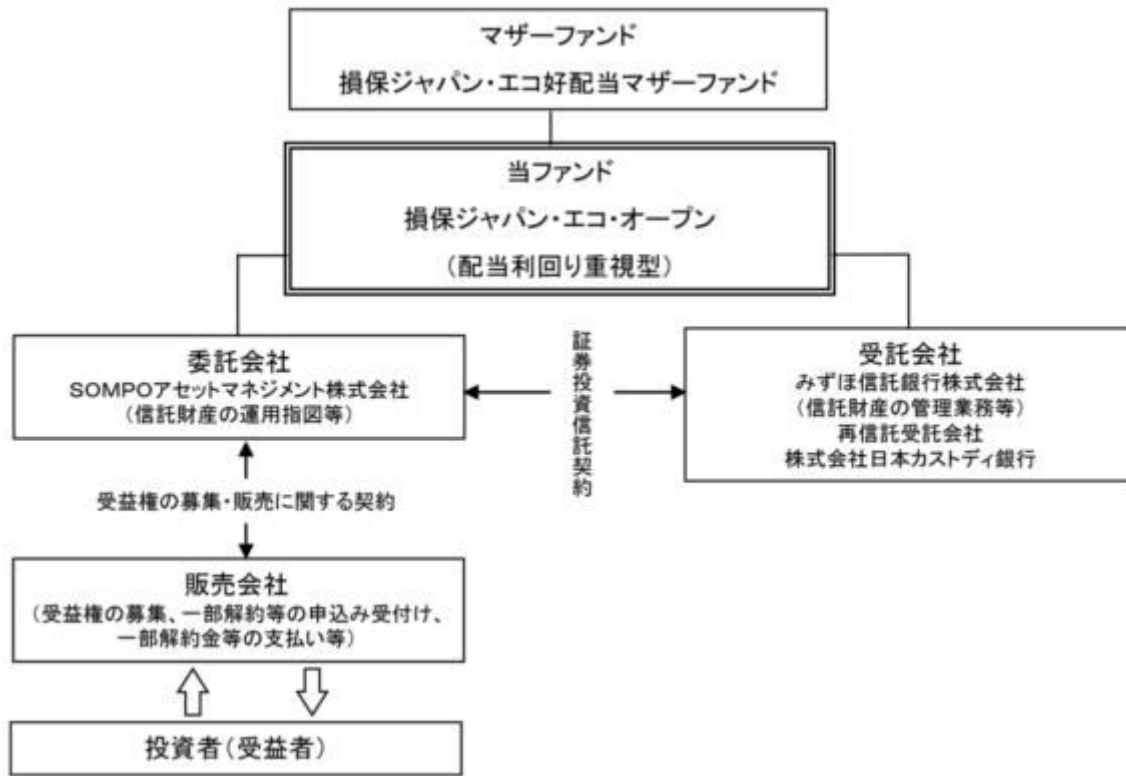 マザーファンド
損保ジャパン・エコ好配当マザーファンド
当ファンド
損保ジャパン・エコ・オープン
(配当利回り重視型)
委託会社
SOMPOアセットマネジメント株式会社
(信託財産の運用指図等)
証券投資信託契約
受託会社
みずほ信託銀行株式会社
(信託財産の管理業務等)
再信託受託会社
株式会社日本カストディ銀行
受益権の募集・販売に関する契約
販売会社
(受益権の募集、一部解約等の申込み受付け、
一部解約金等の支払い等)
投資者(受益者)